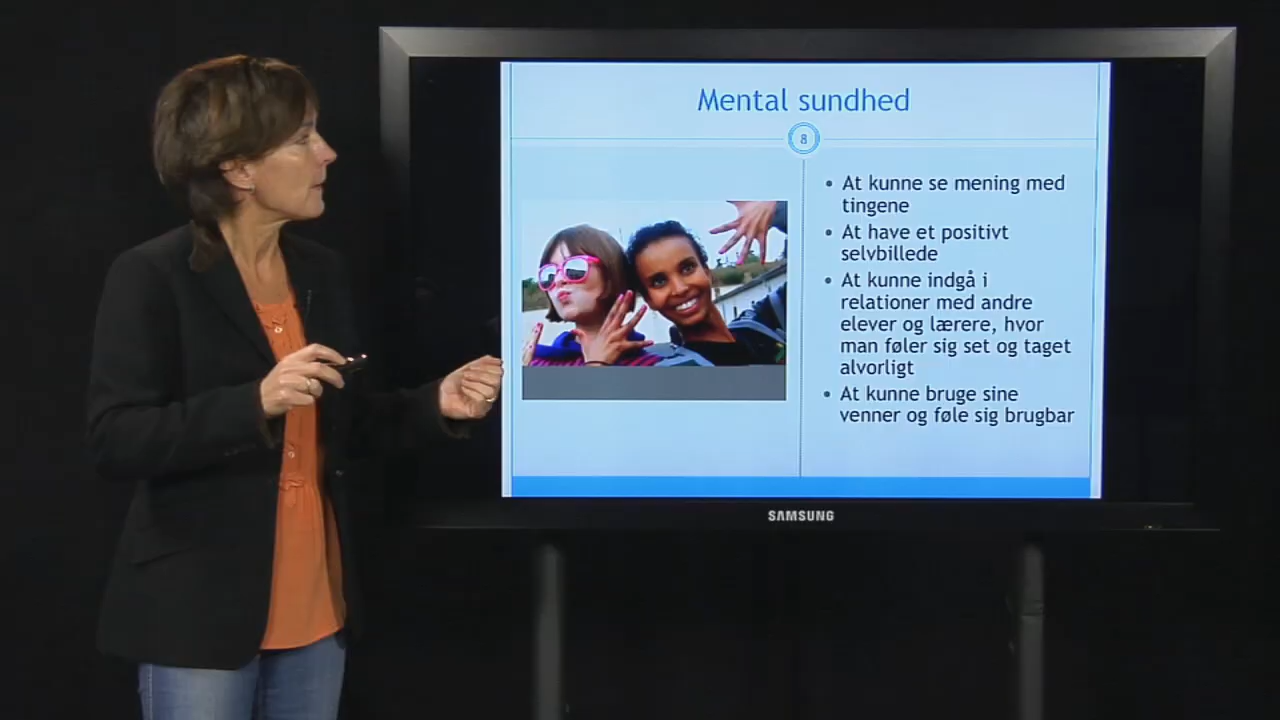 Mental sundhed
8
• At kunne se mening med
tingene
• At have et positivt
selvbillede
• At kunne indgå i
relationer med andre
elever og lærere, hvor
man føler sig set og taget
alvorligt
• At kunne bruge sine
venner og føle sig brugbar
SAMSUNG